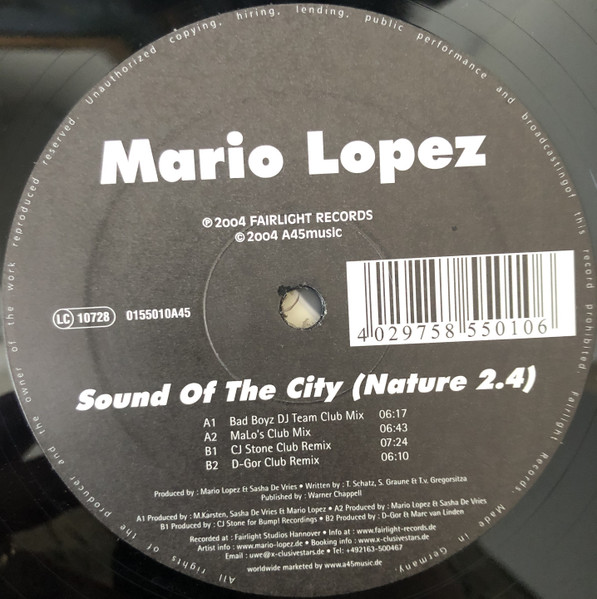 Mario Lopez
℗ 2004 FAIRLIGHT RECORDS
© 2004 A45music
LC 10728 0155010A45
4 029758 550106
Sound Of The City (Nature 2.4)
A1 Bad Boyz DJ Team Club Mix 06:17
A2 MaLo's Club Mix 06:43
B1 CJ Stone Club Remix 07:24
B2 D-Gor Club Remix 06:10
Produced by : Mario Lopez & Sasha De Vries • Written by : T. Schatz, S. Graune & T.v. Gregorsitza
Published by : Warner Chappell
A1 Produced by : M.Karsten, Sasha De Vries & Mario Lopez • A2 Produced by : Mario Lopez & Sasha De Vries
B1 Produced by : CJ Stone for Bump! Recordings • B2 Produced by : D-Gor & Marc van Linden
Recorded at : Fairlight Studios Hannover • Info at : www.fairlight-records.de
Artist info : www.mario-lopez.de • Booking info : www.x-clusivestars.de
Email : uwe@x-clusivestars.de • Tel: +492163-500467
worldwide marketed by www.a45music.de
All rights of the producer and the owner of the work reproduced reserved. Unauthorized copying, hiring, lending, public performance and broadcastingof this record prohibited. Fairlight Records. Made in Germany.